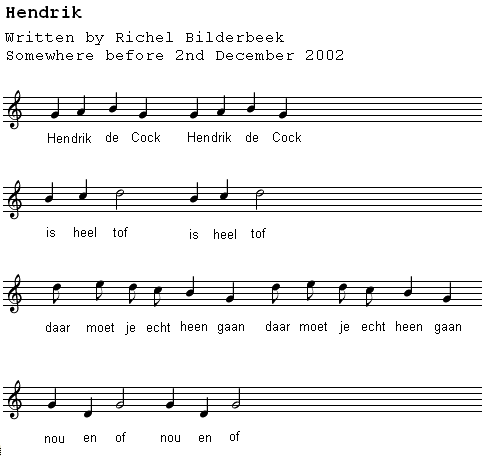 Hendrik
Written by Richel Bilderbeek
Somewhere before 2nd December 2002
Hendrik de Cock Hendrik de Cock
is heel tof is heel tof
daar moet je echt heen gaan daar moet je echt heen gaan
nou en of nou en of